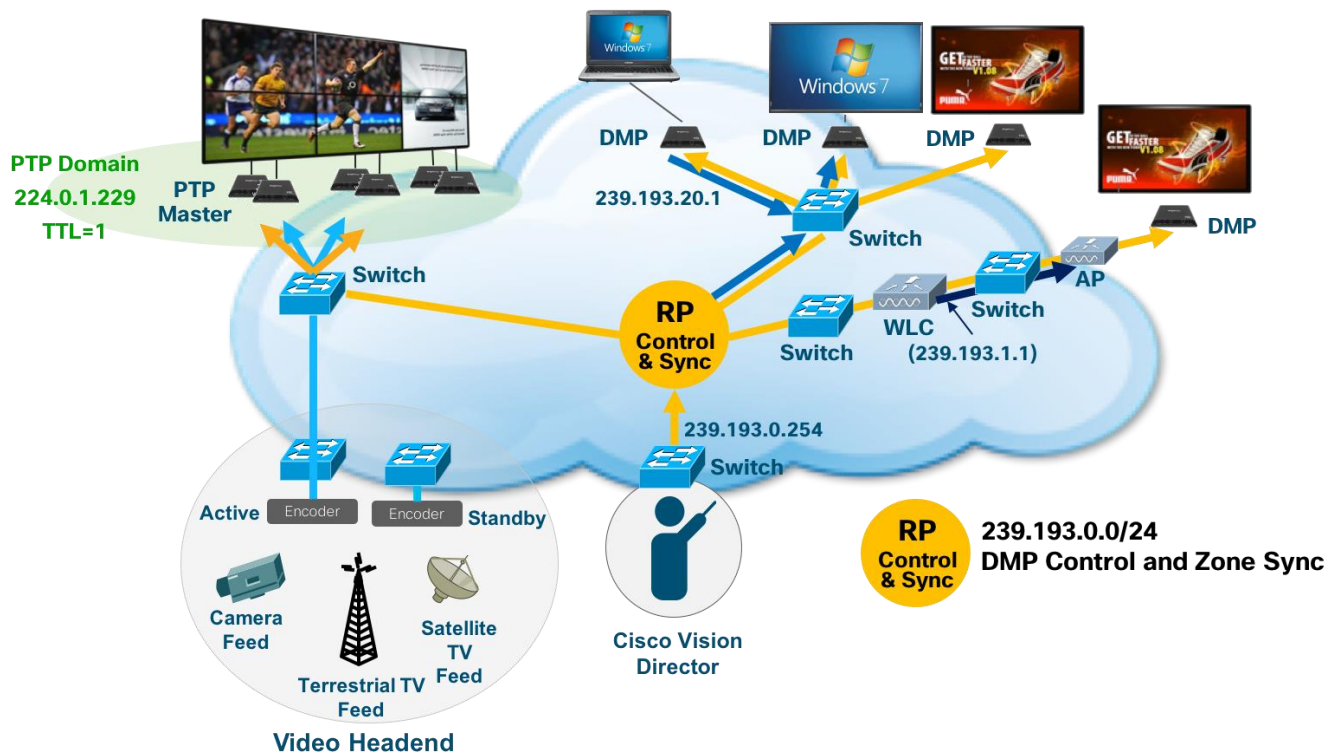 Windows 7
Windows 7
GET
FASTER
V1.08
PUMA
GET
FASTER
V1.08
PUMA
DMP
DMP
DMP
DMP
PTP Domain
224.0.1.229
TTL=1
PTP
Master
239.193.20.1
Switch
Switch
RP
Control
& Sync
Switch
WLC
(239.193.1.1)
Switch
AP
239.193.0.254
Switch
Active
Encoder
Encoder
Standby
Camera
Feed
Terrestrial TV
Feed
Satellite
TV
Feed
Video Headend
Cisco Vision
Director
RP
Control
& Sync
239.193.0.0/24
DMP Control and Zone Sync